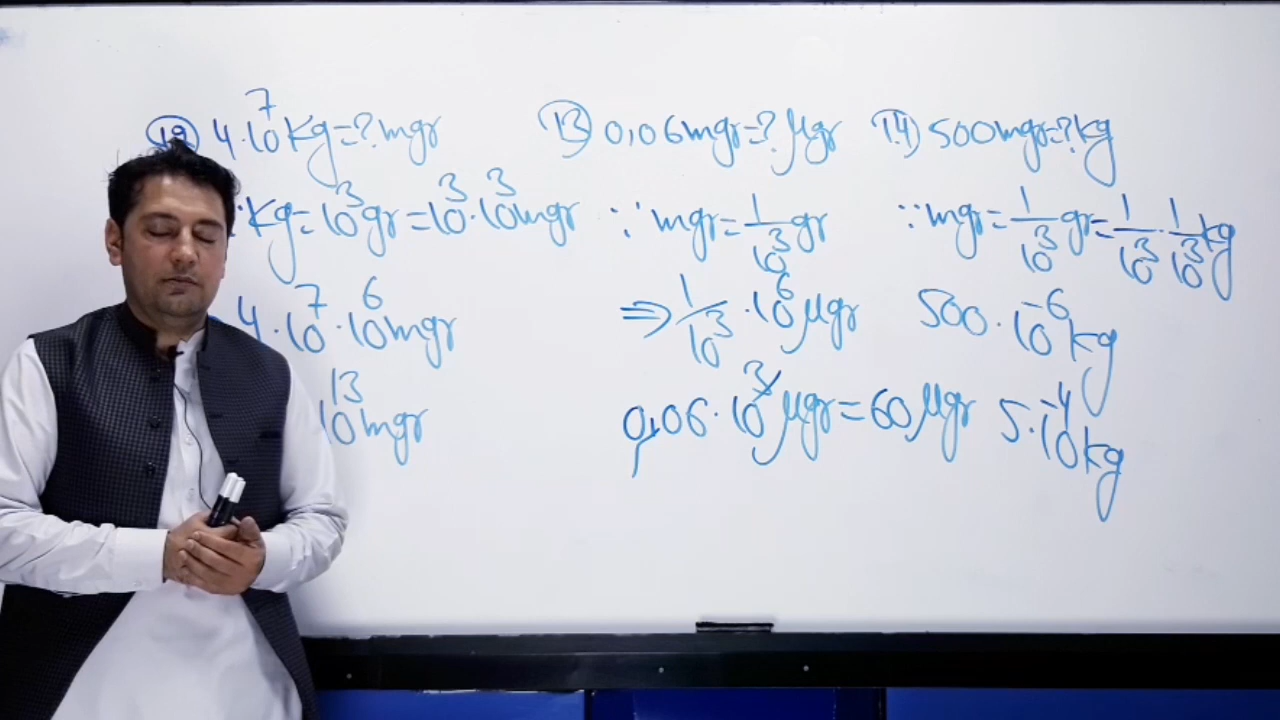 12) 4·10⁷Kg=?mgr
∵Kg=10³gr=10³·10³mgr
4·10⁷·10⁶mgr
10¹³mgr
13) 0,06mgr=?μgr
∵mgr=1/10³gr
⇒1/10³·10⁶μgr
0,06·10³μgr=60μgr
14) 500mgr=?kg
∵mgr=1/10³gr=1/10³·1/10³kg
500·10⁻⁶kg
5·10⁻⁴kg